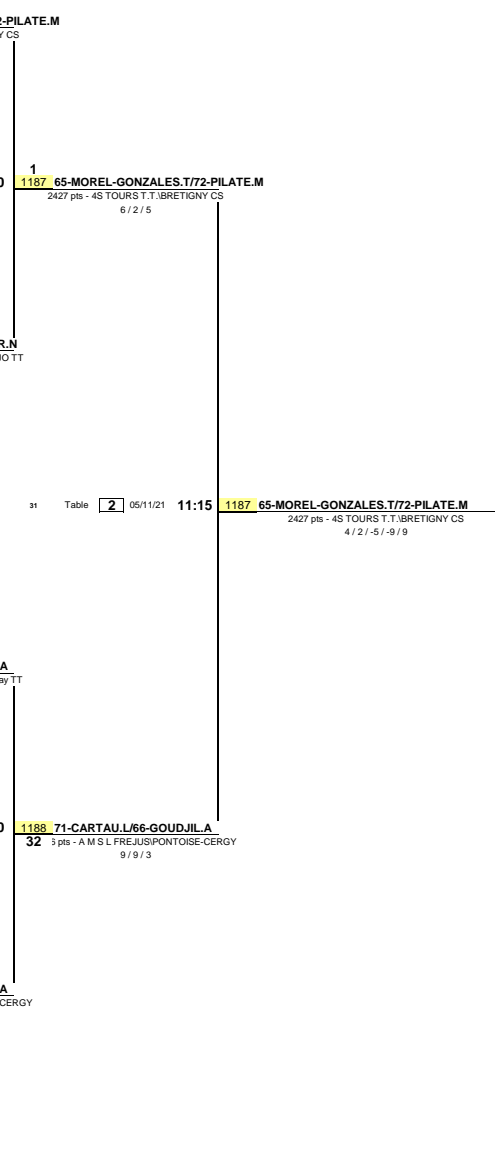 2-PILATE.M
Y CS
1
0 1187 65-MOREL-GONZALES.T/72-PILATE.M
2427 pts - 4S TOURS T.T.\BRETIGNY CS
6 / 2 / 5
R.N
JO TT
31 Table 2 05/11/21 11:15 1187 65-MOREL-GONZALES.T/72-PILATE.M
2427 pts - 4S TOURS T.T.\BRETIGNY CS
4 / 2 / -5 / -9 / 9
A
ay TT
0 1188 71-CARTAU.L/66-GOUDJIL.A
32 pts - A M S L FREJUS\PONTOISE-CERGY
9 / 9 / 3
A
CERGY